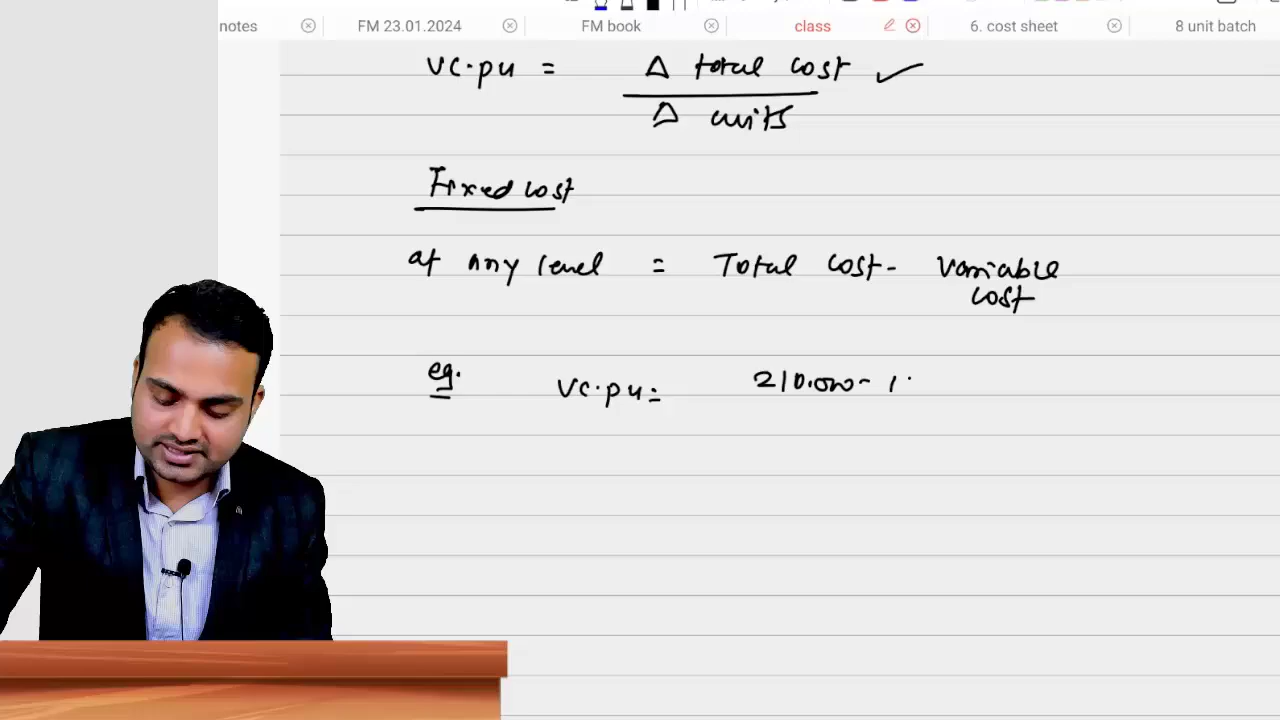 notes FM 23.01.2024 FM book class 6. cost sheet 8 unit batch
VC.pu = Δ total cost ✓
Δ units
Fixed cost
at any level = Total cost - Variable
cost
eg. VC.pu = 210.000 - 1